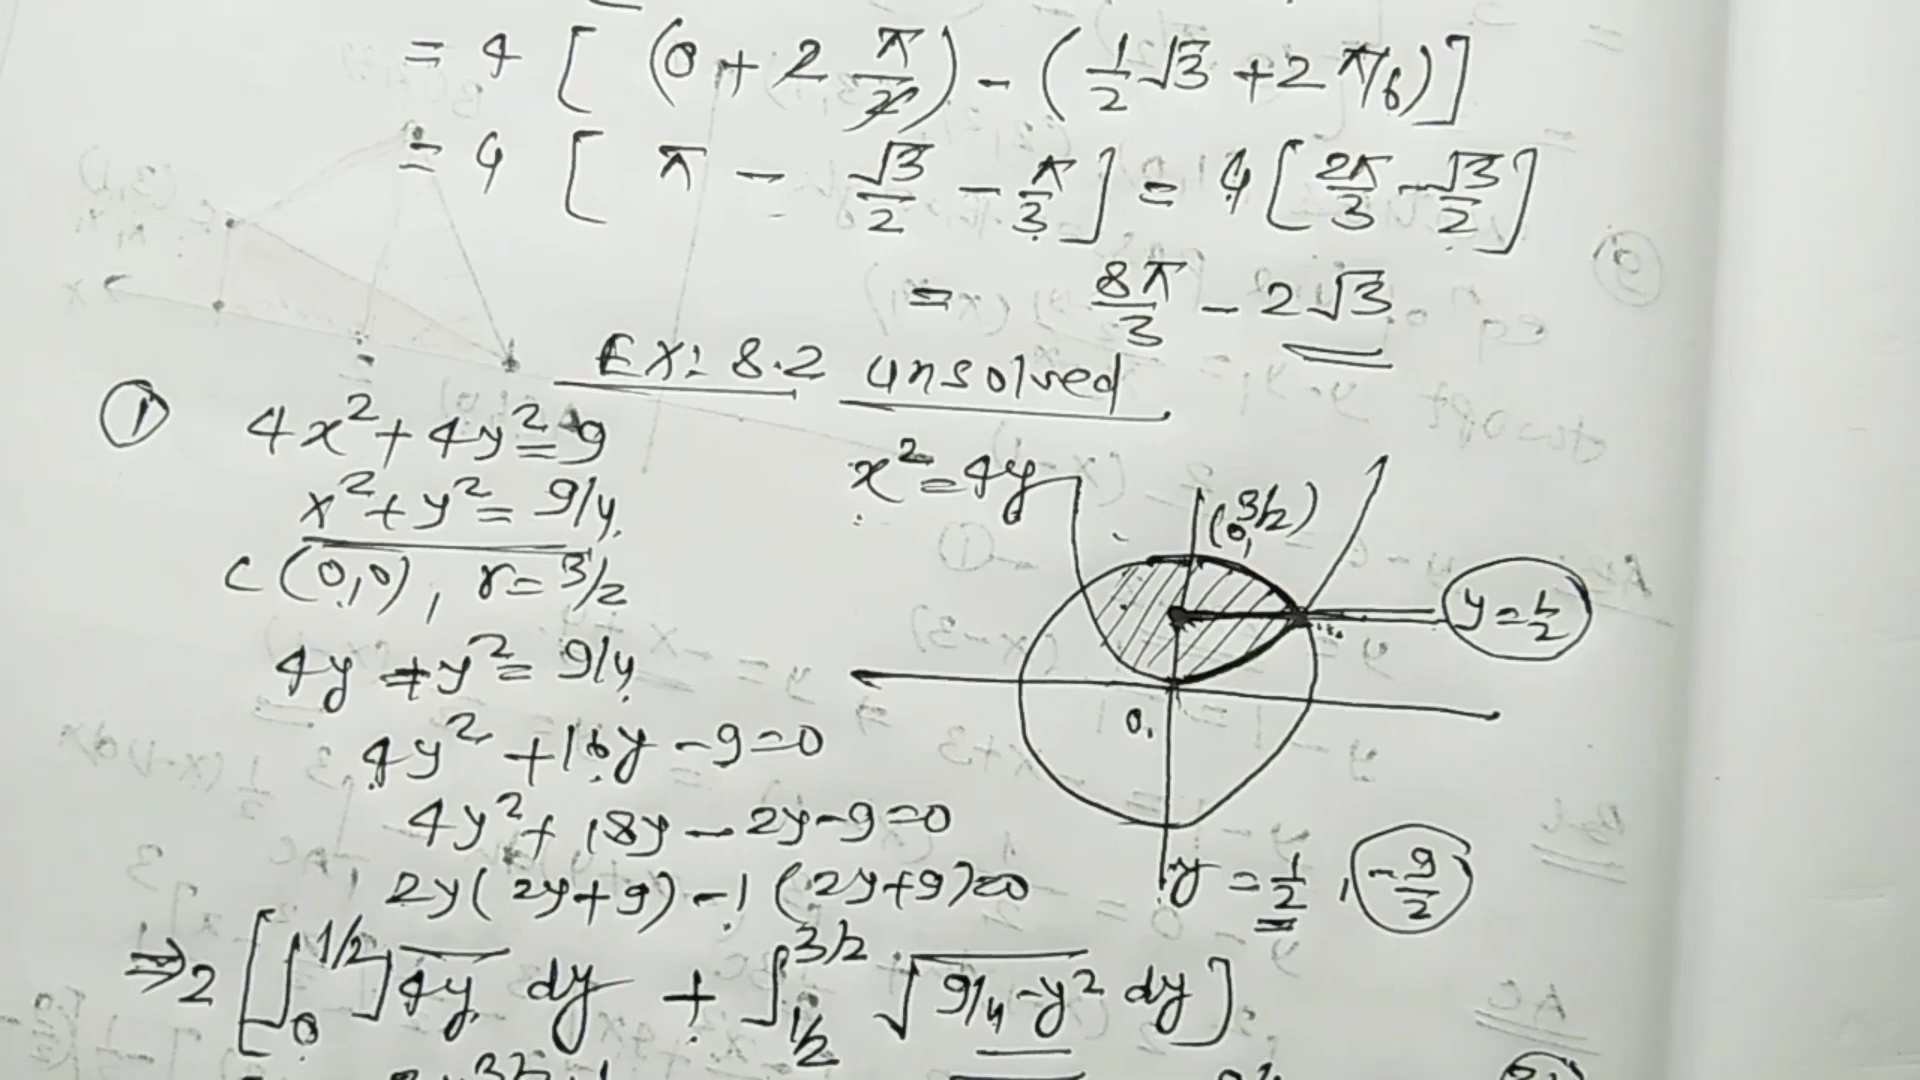 = 4 [ (0 + 2 π/2) - (1/2 √3 + 2 π/6) ]
= 4 [ π - √3/2 - π/3 ] = 4 [ 2π/3 - √3/2 ]
= 8π/3 - 2√3
EX: 8.2 unsolved
① 4x² + 4y² = 9
x² = 4y
x² + y² = 9/4
(0, 3/2)
C (0,0), r = 3/2
y = 1/2
4y + y² = 9/4
0,
4y² + 16y - 9 = 0
4y² + 18y - 2y - 9 = 0
2y(2y+9) - 1(2y+9) = 0
y = 1/2, -9/2
⇒ 2 [ ∫₀^1/2 √4y dy + ∫_1/2^3/2 √9/4 - y² dy ]